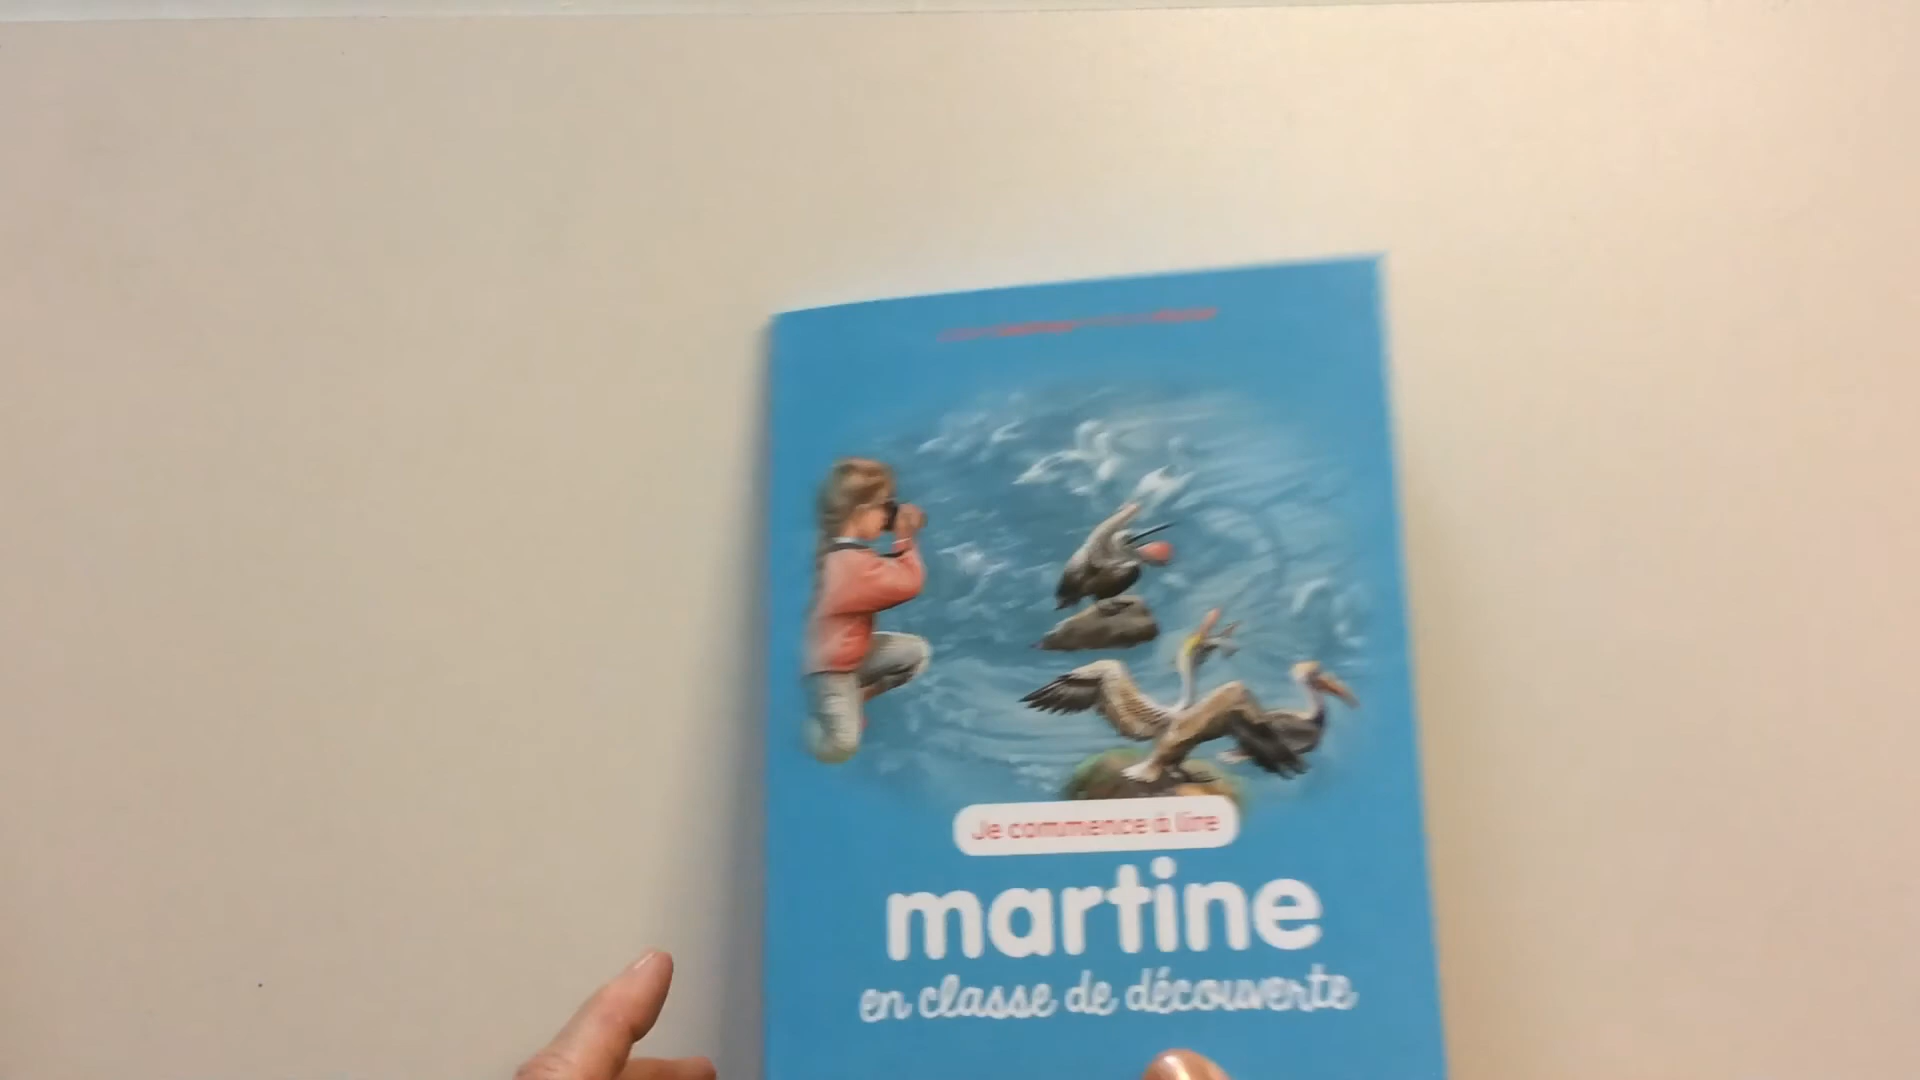 Je commence à lire
martine
en classe de découverte